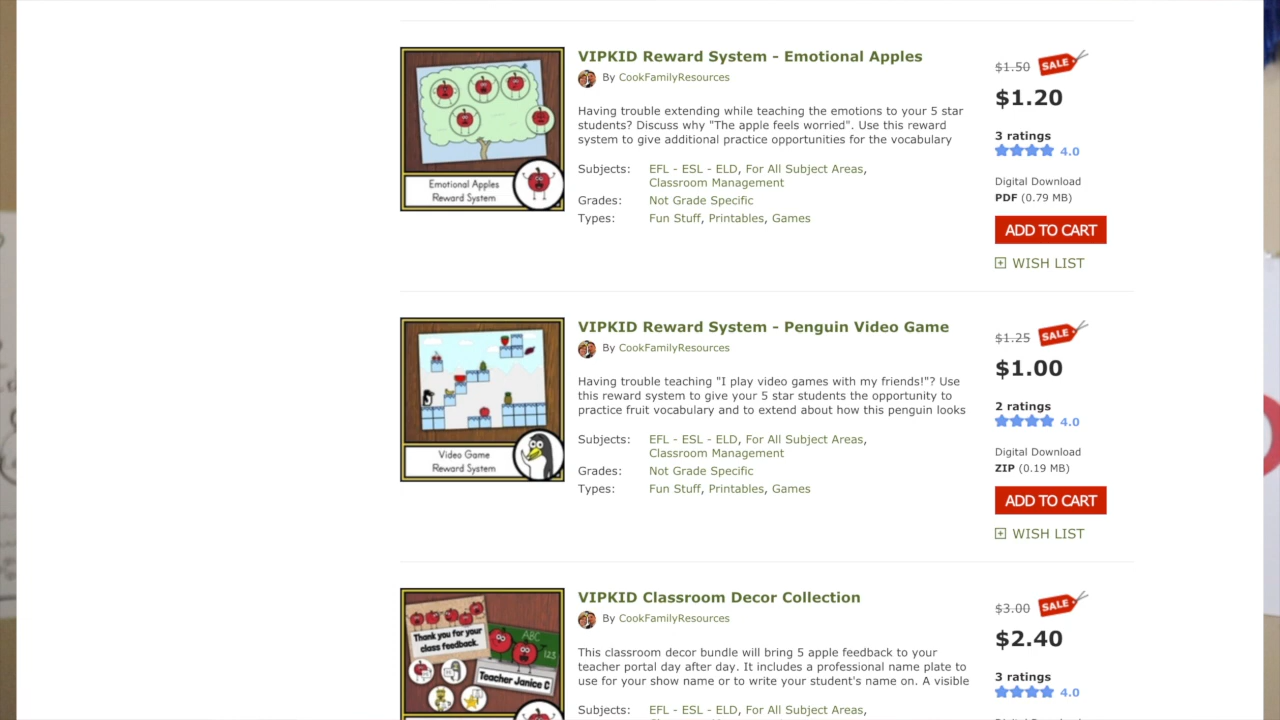 VIPKID Reward System - Emotional Apples
By CookFamilyResources
Having trouble extending while teaching the emotions to your 5 star
students? Discuss why "The apple feels worried". Use this reward
system to give additional practice opportunities for the vocabulary
Subjects: EFL - ESL - ELD, For All Subject Areas,
Classroom Management
Grades: Not Grade Specific
Types: Fun Stuff, Printables, Games
Emotional Apples
Reward System
$1.50 SALE
$1.20
3 ratings
4.0
Digital Download
PDF (0.79 MB)
ADD TO CART
WISH LIST
VIPKID Reward System - Penguin Video Game
By CookFamilyResources
Having trouble teaching "I play video games with my friends!"? Use
this reward system to give your 5 star students the opportunity to
practice fruit vocabulary and to extend about how this penguin looks
Subjects: EFL - ESL - ELD, For All Subject Areas,
Classroom Management
Grades: Not Grade Specific
Types: Fun Stuff, Printables, Games
Video Game
Reward System
$1.25 SALE
$1.00
2 ratings
4.0
Digital Download
ZIP (0.19 MB)
ADD TO CART
WISH LIST
VIPKID Classroom Decor Collection
By CookFamilyResources
This classroom decor bundle will bring 5 apple feedback to your
teacher portal day after day. It includes a professional name plate to
use for your show name or to write your student's name on. A visible
Subjects: EFL - ESL - ELD, For All Subject Areas,
Thank you for your
class feedback.
ABC
123
Teacher Janice C
$3.00 SALE
$2.40
3 ratings
4.0